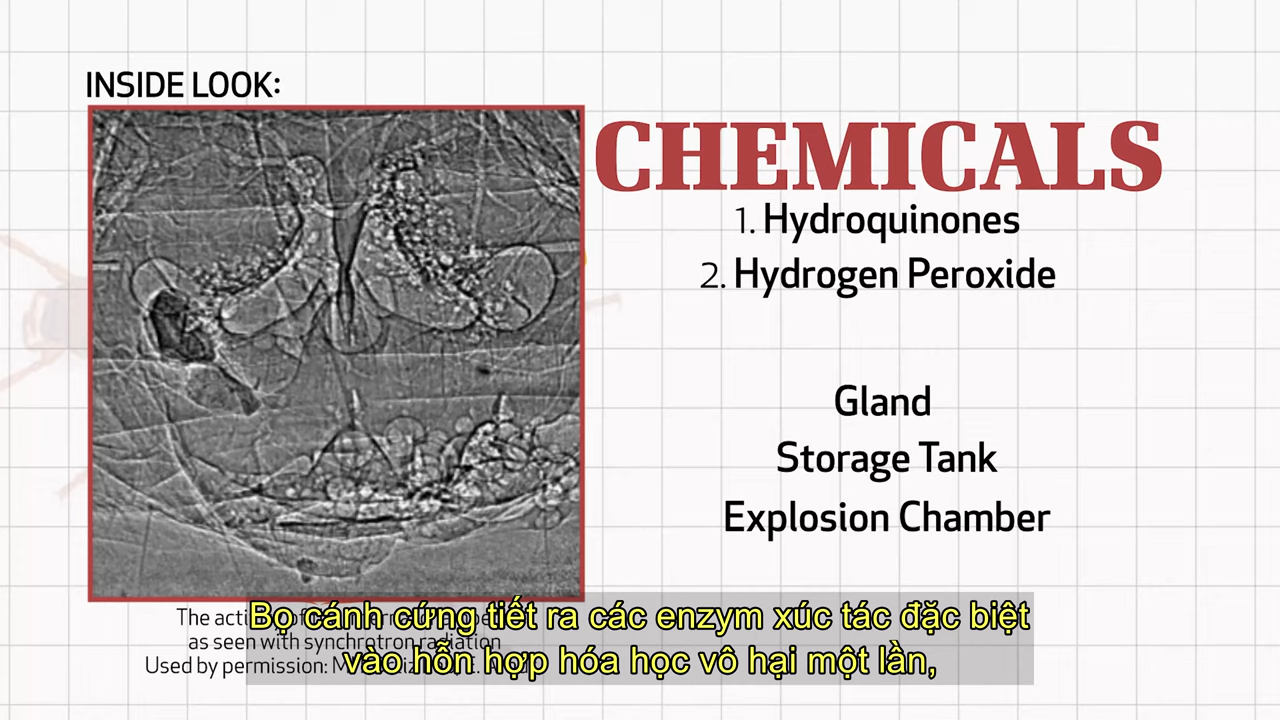 INSIDE LOOK:
CHEMICALS
1. Hydroquinones
2. Hydrogen Peroxide
Gland
Storage Tank
Explosion Chamber
The
as seen with synchrotron radiation
Used by permission:
Bọ cánh cứng tiết ra các enzym xúc tác đặc biệt
vào hỗn hợp hóa học vô hại một lần,